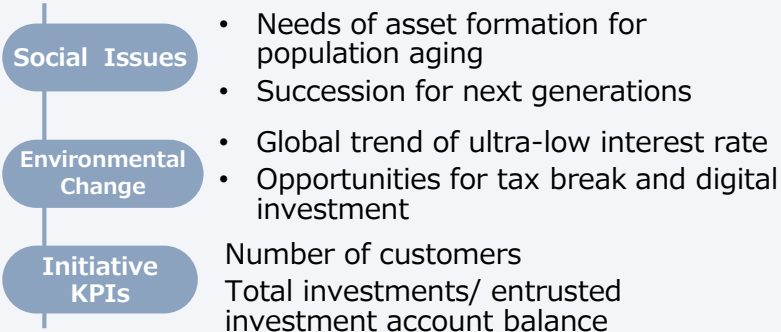 Social Issues
• Needs of asset formation for
population aging
• Succession for next generations
Environmental
Change
• Global trend of ultra-low interest rate
• Opportunities for tax break and digital
investment
Initiative
KPIs
Number of customers
Total investments/ entrusted
investment account balance